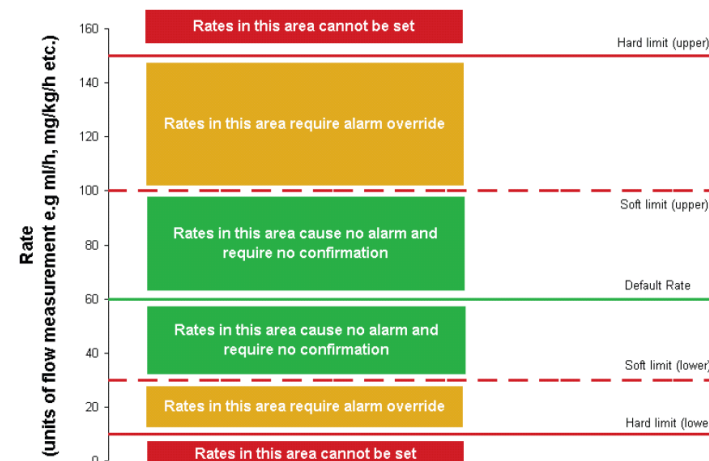 Rate
(units of flow measurement e.g ml/h, mg/kg/h etc.)
160
Rates in this area cannot be set
Hard limit (upper)
140
Rates in this area require alarm override
120
100
Soft limit (upper)
80
Rates in this area cause no alarm and
require no confirmation
Default Rate
60
Rates in this area cause no alarm and
require no confirmation
40
Soft limit (lower)
20
Rates in this area require alarm override
Hard limit (lowe
0
Rates in this area cannot be set